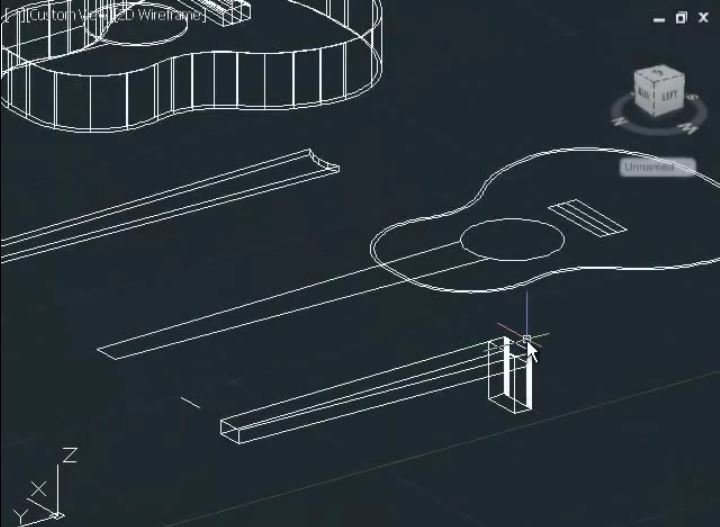 [-][Custom View][2D Wireframe]
LEFT
N
S
M
Unnamed
Z
X
Y